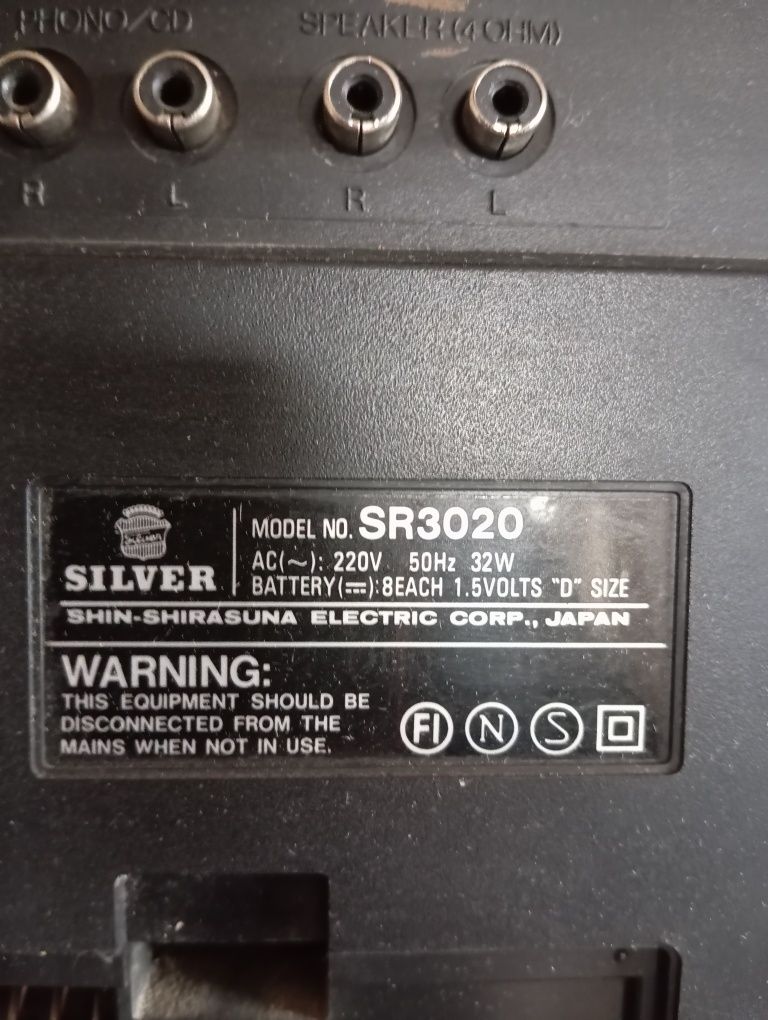 PHONO/CD SPEAKER (4 OHM)
R L R L
SILVER
MODEL NO. SR3020
AC(~): 220V 50Hz 32W
BATTERY(⎓): 8EACH 1.5VOLTS "D" SIZE
SHIN-SHIRASUNA ELECTRIC CORP., JAPAN
WARNING:
THIS EQUIPMENT SHOULD BE
DISCONNECTED FROM THE
MAINS WHEN NOT IN USE.
FI N S